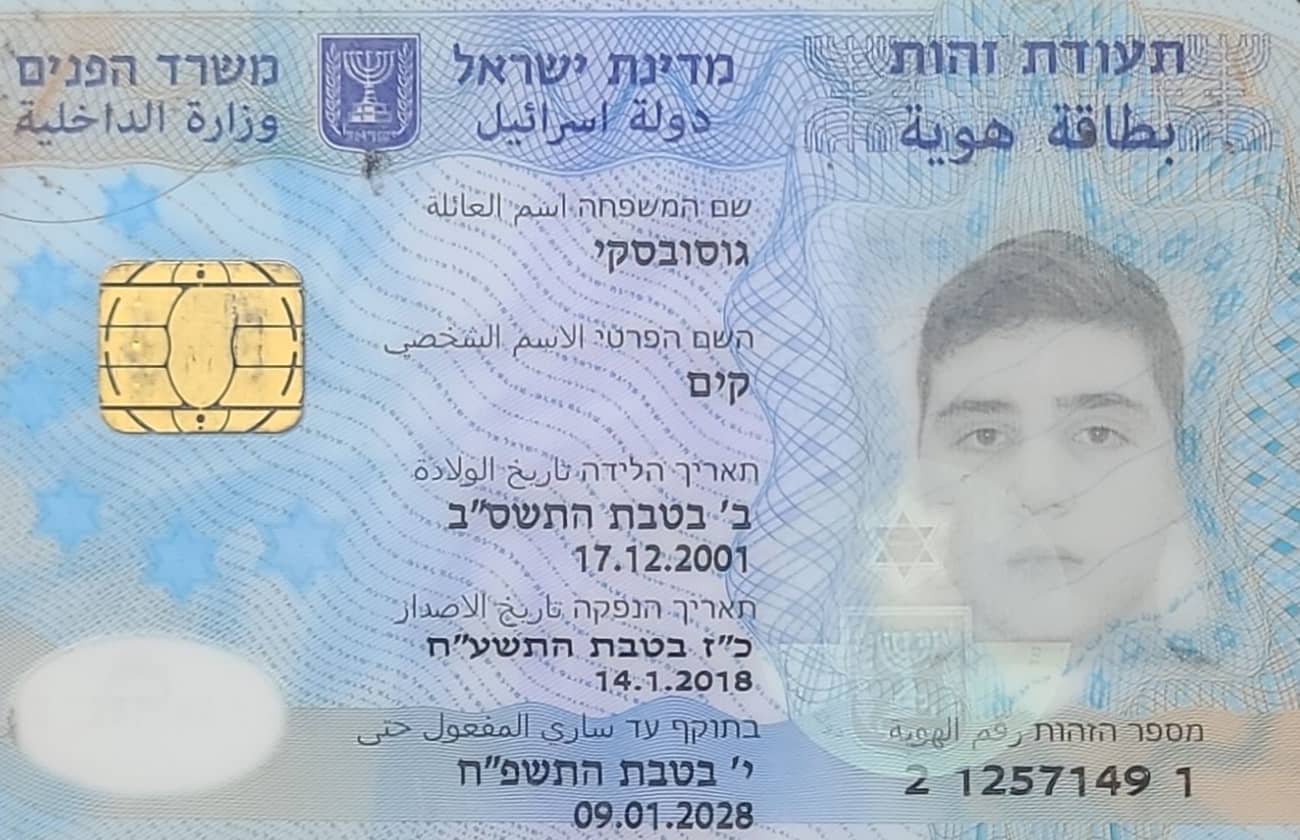 תעודת זהות
بطاقة هوية
מדינת ישראל
دولة اسرائيل
משרד הפנים
وزارة الداخلية
שם המשפחה اسم العائلة
גוסובסקי
השם הפרטי الاسم الشخصي
קים
תאריך הלידה تاريخ الولادة
ב' בטבת התשס"ב
17.12.2001
תאריך הנפקה تاريخ الاصدار
כ"ז בטבת התשע"ח
14.1.2018
בתוקף עד ساري المفعول حتى
י' בטבת התשפ"ח
09.01.2028
מספר הזהות رقم الهوية
2 1257149 1